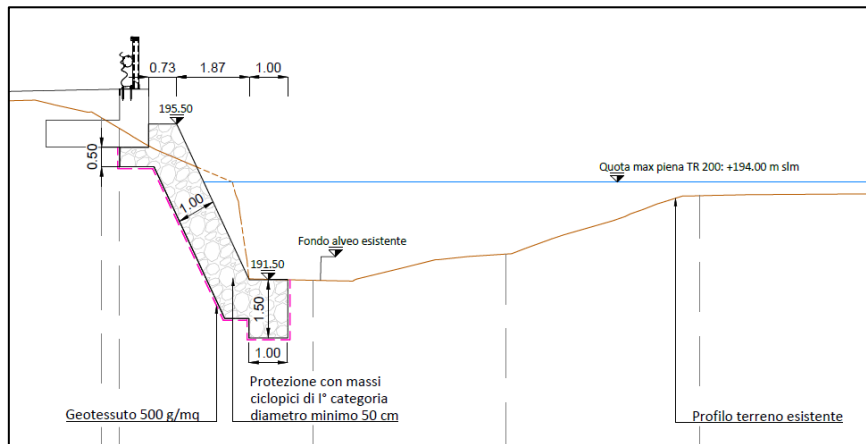 0.73 1.87 1.00
195.50
0.50
Quota max piena TR 200: +194.00 m slm
1.00
Fondo alveo esistente
191.50
1.50
1.00
Protezione con massi
ciclopici di I° categoria
diametro minimo 50 cm
Geotessuto 500 g/mq
Profilo terreno esistente